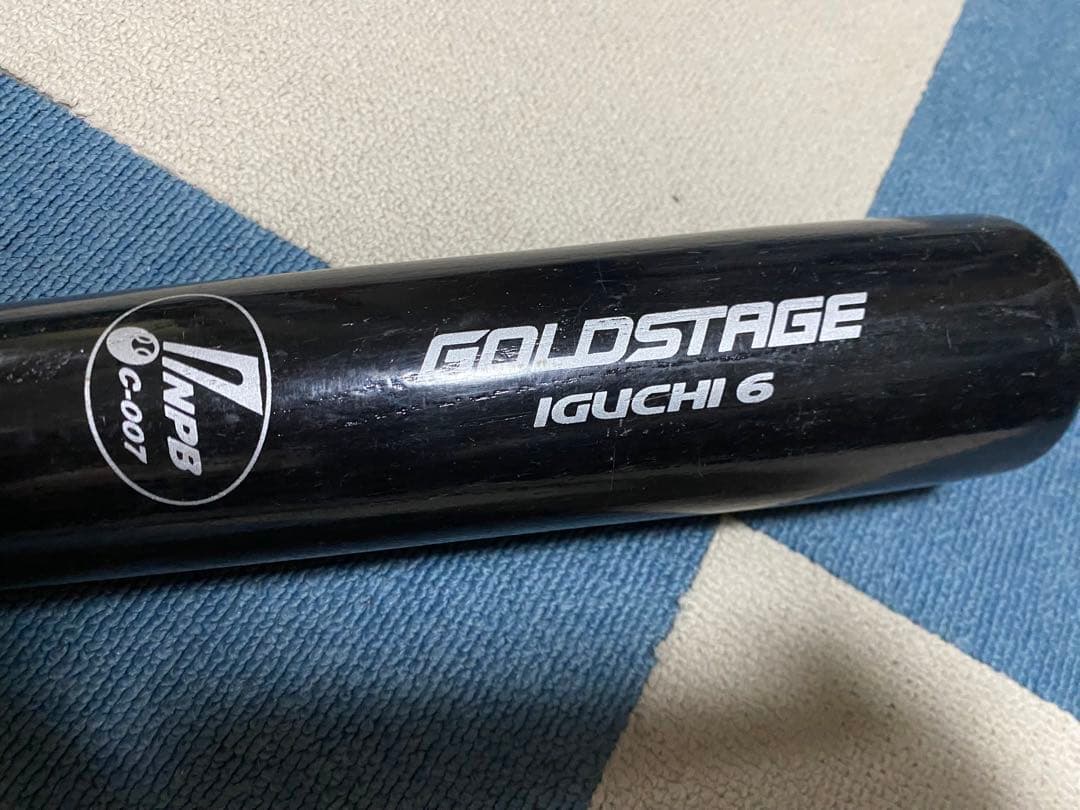 NPB
C-007
GOLDSTAGE
IGUCHI 6